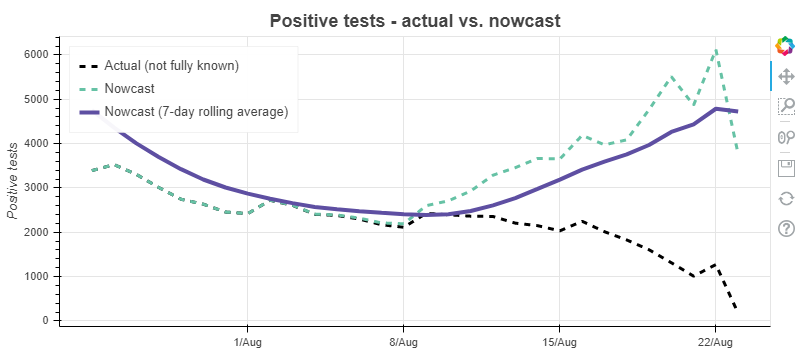 Positive tests - actual vs. nowcast
Actual (not fully known)
Nowcast
Nowcast (7-day rolling average)
Positive tests
6000
5000
4000
3000
2000
1000
0
1/Aug
8/Aug
15/Aug
22/Aug